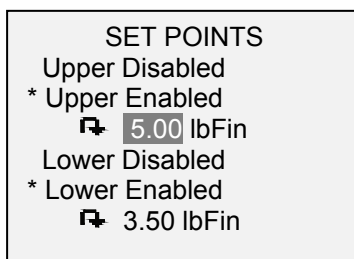 SET POINTS
Upper Disabled
* Upper Enabled
5.00 lbFin
Lower Disabled
* Lower Enabled
3.50 lbFin